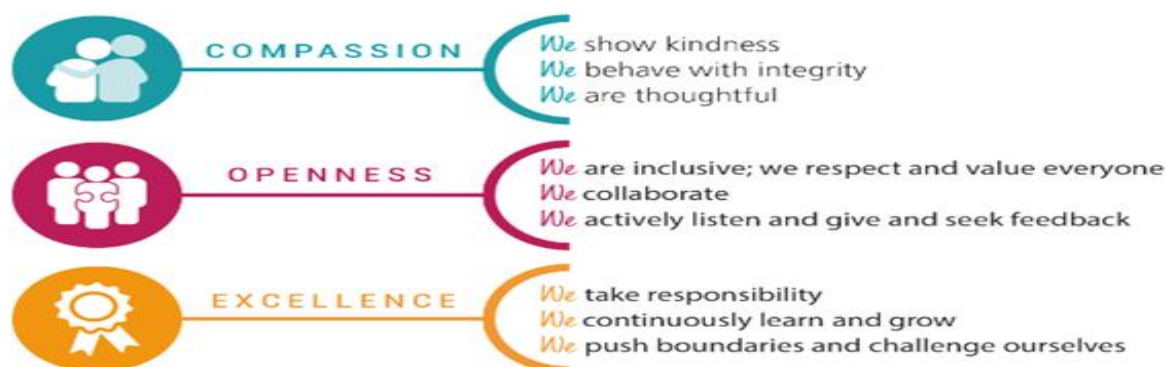 COMPASSION
We show kindness
We behave with integrity
We are thoughtful
OPENNESS
We are inclusive; we respect and value everyone
We collaborate
We actively listen and give and seek feedback
EXCELLENCE
We take responsibility
We continuously learn and grow
We push boundaries and challenge ourselves